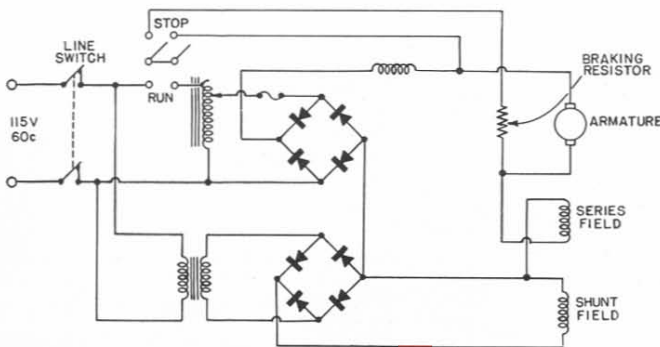 STOP
LINE
SWITCH
BRAKING
RESISTOR
RUN
115V
60c
ARMATURE
SERIES
FIELD
SHUNT
FIELD